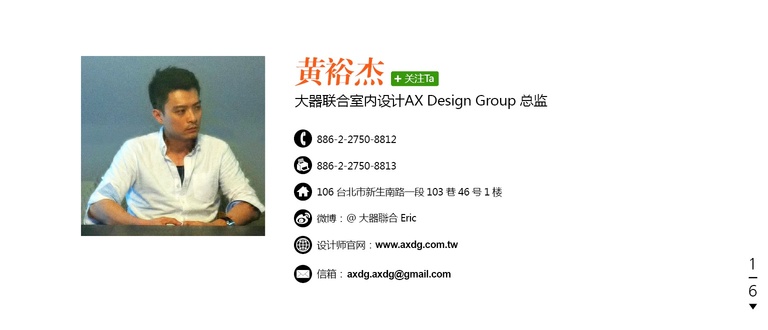 黄裕杰
+ 关注Ta
大器联合室内设计AX Design Group 总监
886-2-2750-8812
886-2-2750-8813
106 台北市新生南路一段 103 巷 46 号 1 楼
微博：@ 大器聯合 Eric
设计师官网：www.axdg.com.tw
信箱：axdg.axdg@gmail.com
1
6